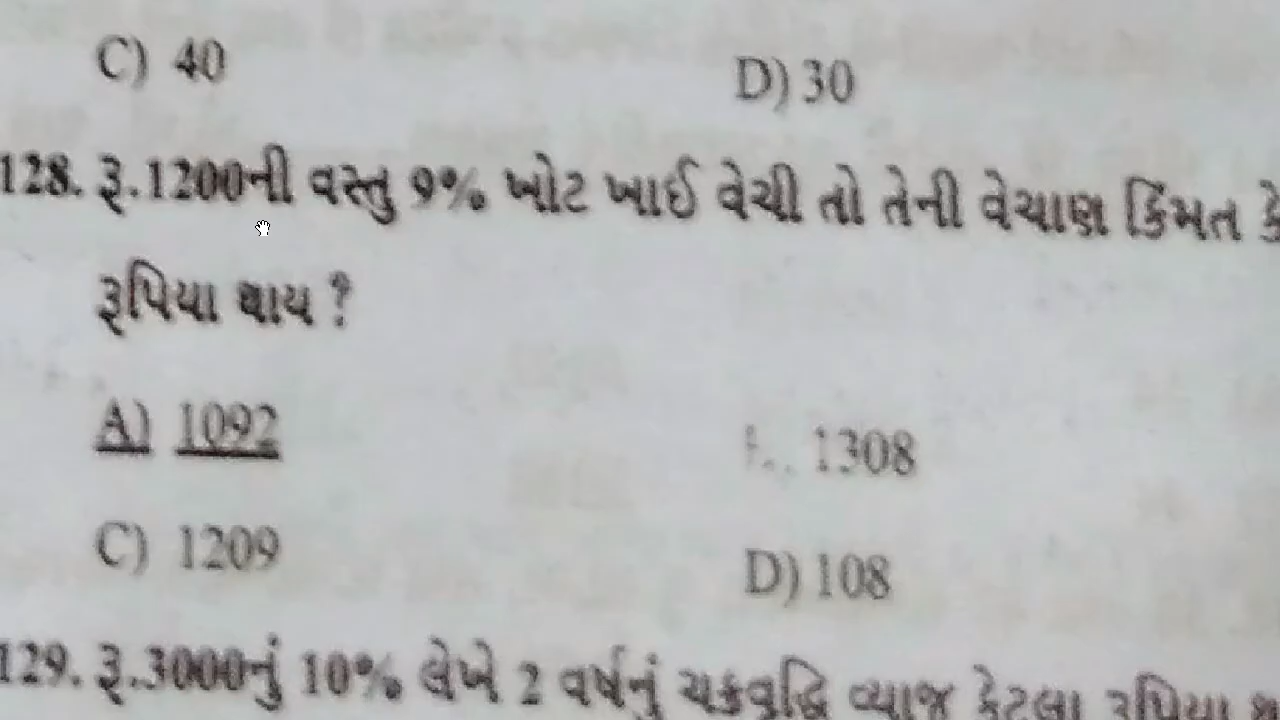 C) 40 D) 30
128. રૂ.1200ની વસ્તુ 9% ખોટ ખાઈ વેચી તો તેની વેચાણ કિંમત કે
રૂપિયા થાય ?
A) 1092 1308
C) 1209 D) 108
129. રૂ.3000નું 10% લેખે 2 વર્ષનું ચક્રવૃદ્ધિ વ્યાજ કેટલા રૂપિયા